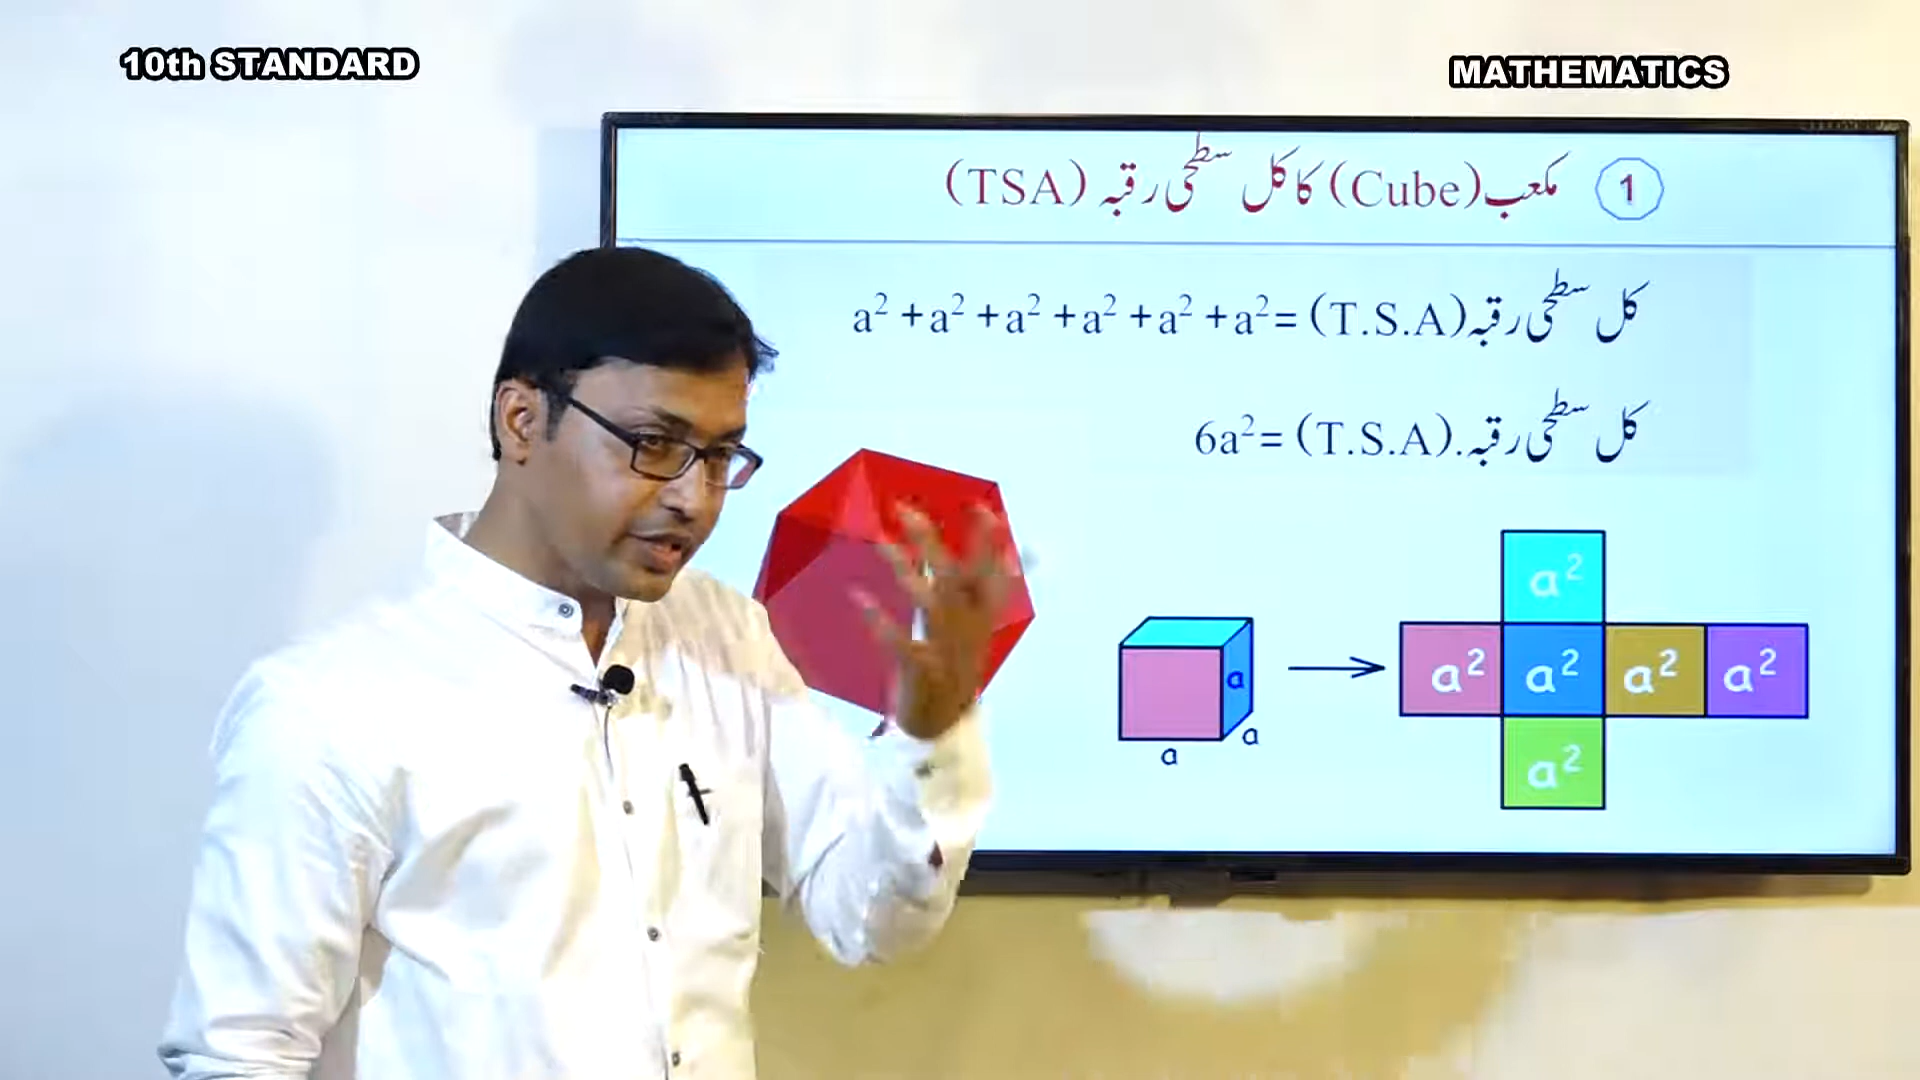 10th STANDARD
MATHEMATICS
1 مکعب (Cube) کا کل سطحی رقبہ (TSA)
کل سطحی رقبہ (T.S.A) = a² + a² + a² + a² + a² + a²
کل سطحی رقبہ. (T.S.A) = 6a²
a²
a² a² a² a²
a²
a
a
a